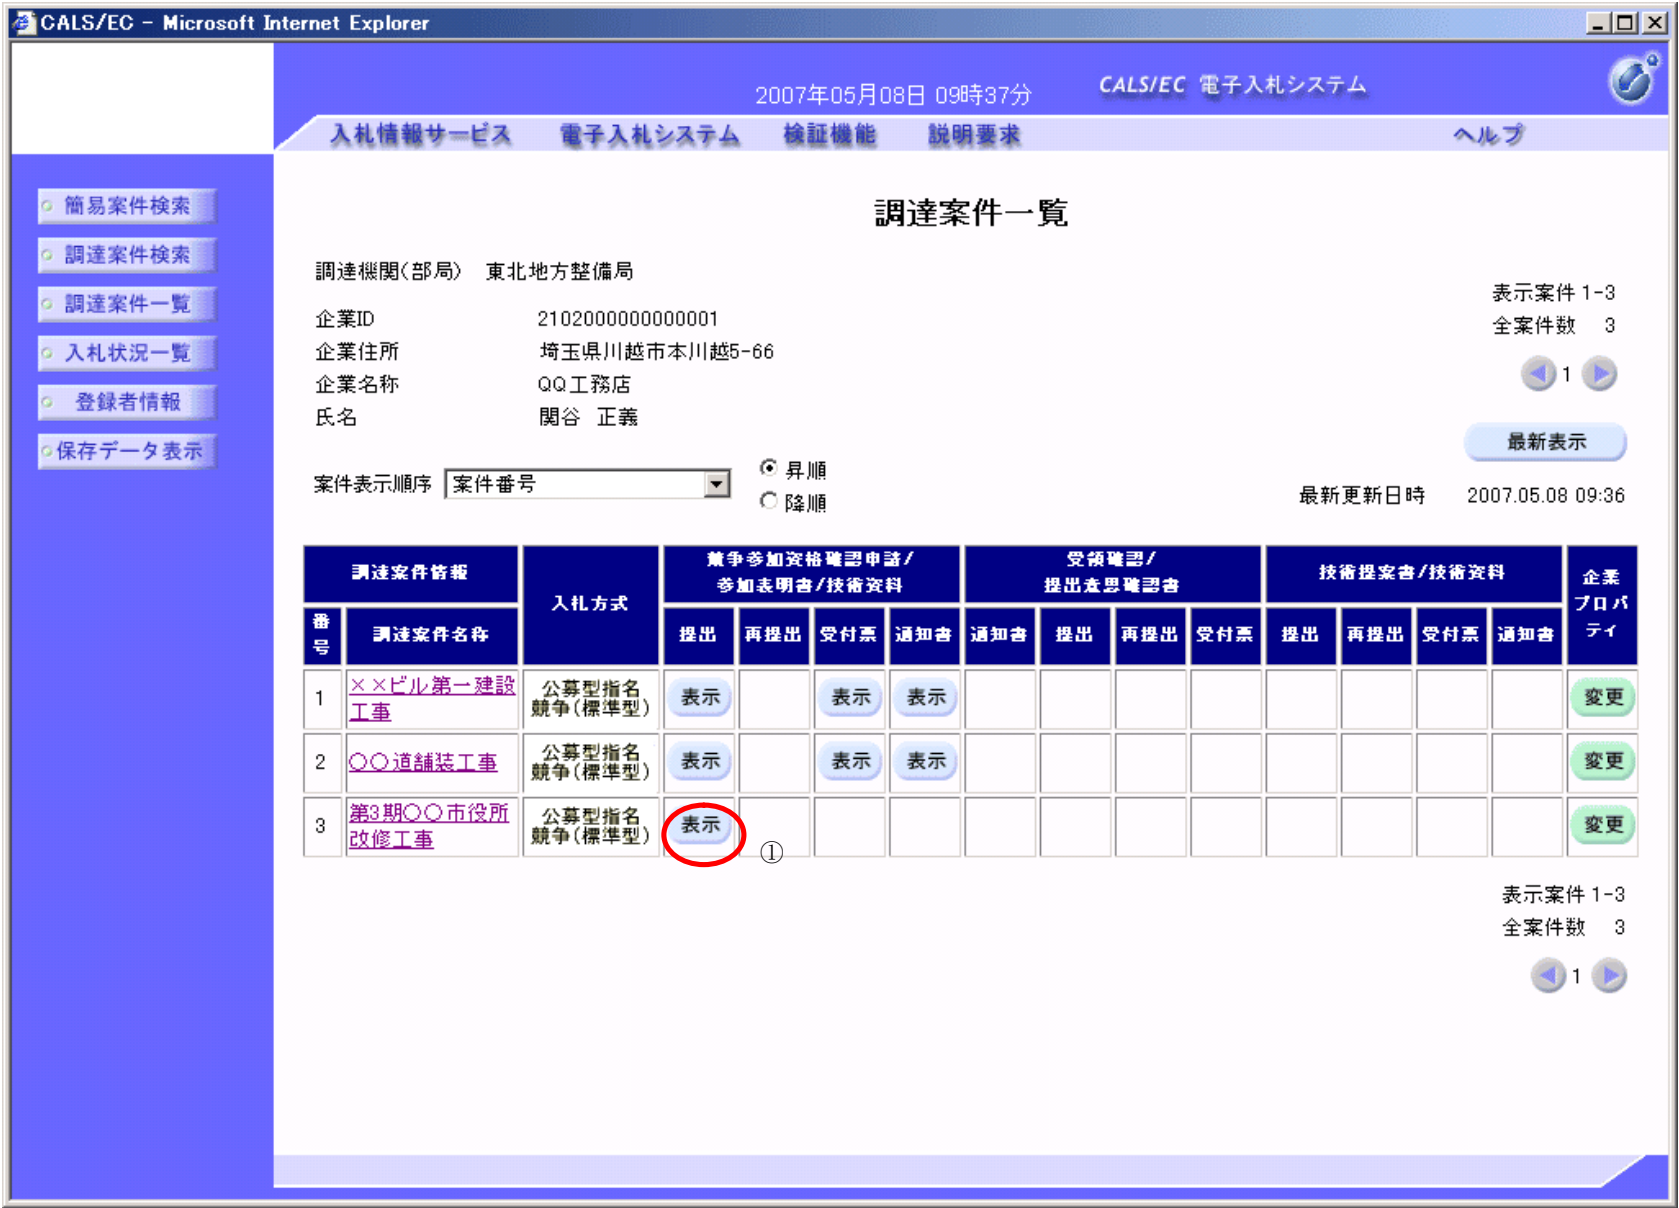 CALS/EC - Microsoft Internet Explorer
2007年05月08日 09時37分
CALS/EC 電子入札システム
入札情報サービス 電子入札システム 検証機能 説明要求 ヘルプ
簡易案件検索
調達案件検索
調達案件一覧
入札状況一覧
登録者情報
保存データ表示
調達案件一覧
調達機関(部局) 東北地方整備局
企業ID 2102000000000001
企業住所 埼玉県川越市本川越5-66
企業名称 QQ工務店
氏名 関谷 正義
表示案件 1-3
全案件数 3
1
最新表示
案件表示順序 案件番号
昇順
降順
最新更新日時 2007.05.08 09:36
調達案件情報 入札方式 競争参加資格確認申請/
参加表明書/技術資料 受領確認/
提出意思確認書 技術提案書/技術資料 企業
プロパ
ティ
番
号 調達案件名称 提出 再提出 受付票 通知書 通知書 提出 再提出 受付票 提出 再提出 受付票 通知書
1 ××ビル第一建設
工事 公募型指名
競争(標準型) 表示 表示 表示 変更
2 〇〇道舗装工事 公募型指名
競争(標準型) 表示 表示 表示 変更
3 第3期〇〇市役所
改修工事 公募型指名
競争(標準型) 表示 変更
①
表示案件 1-3
全案件数 3
1